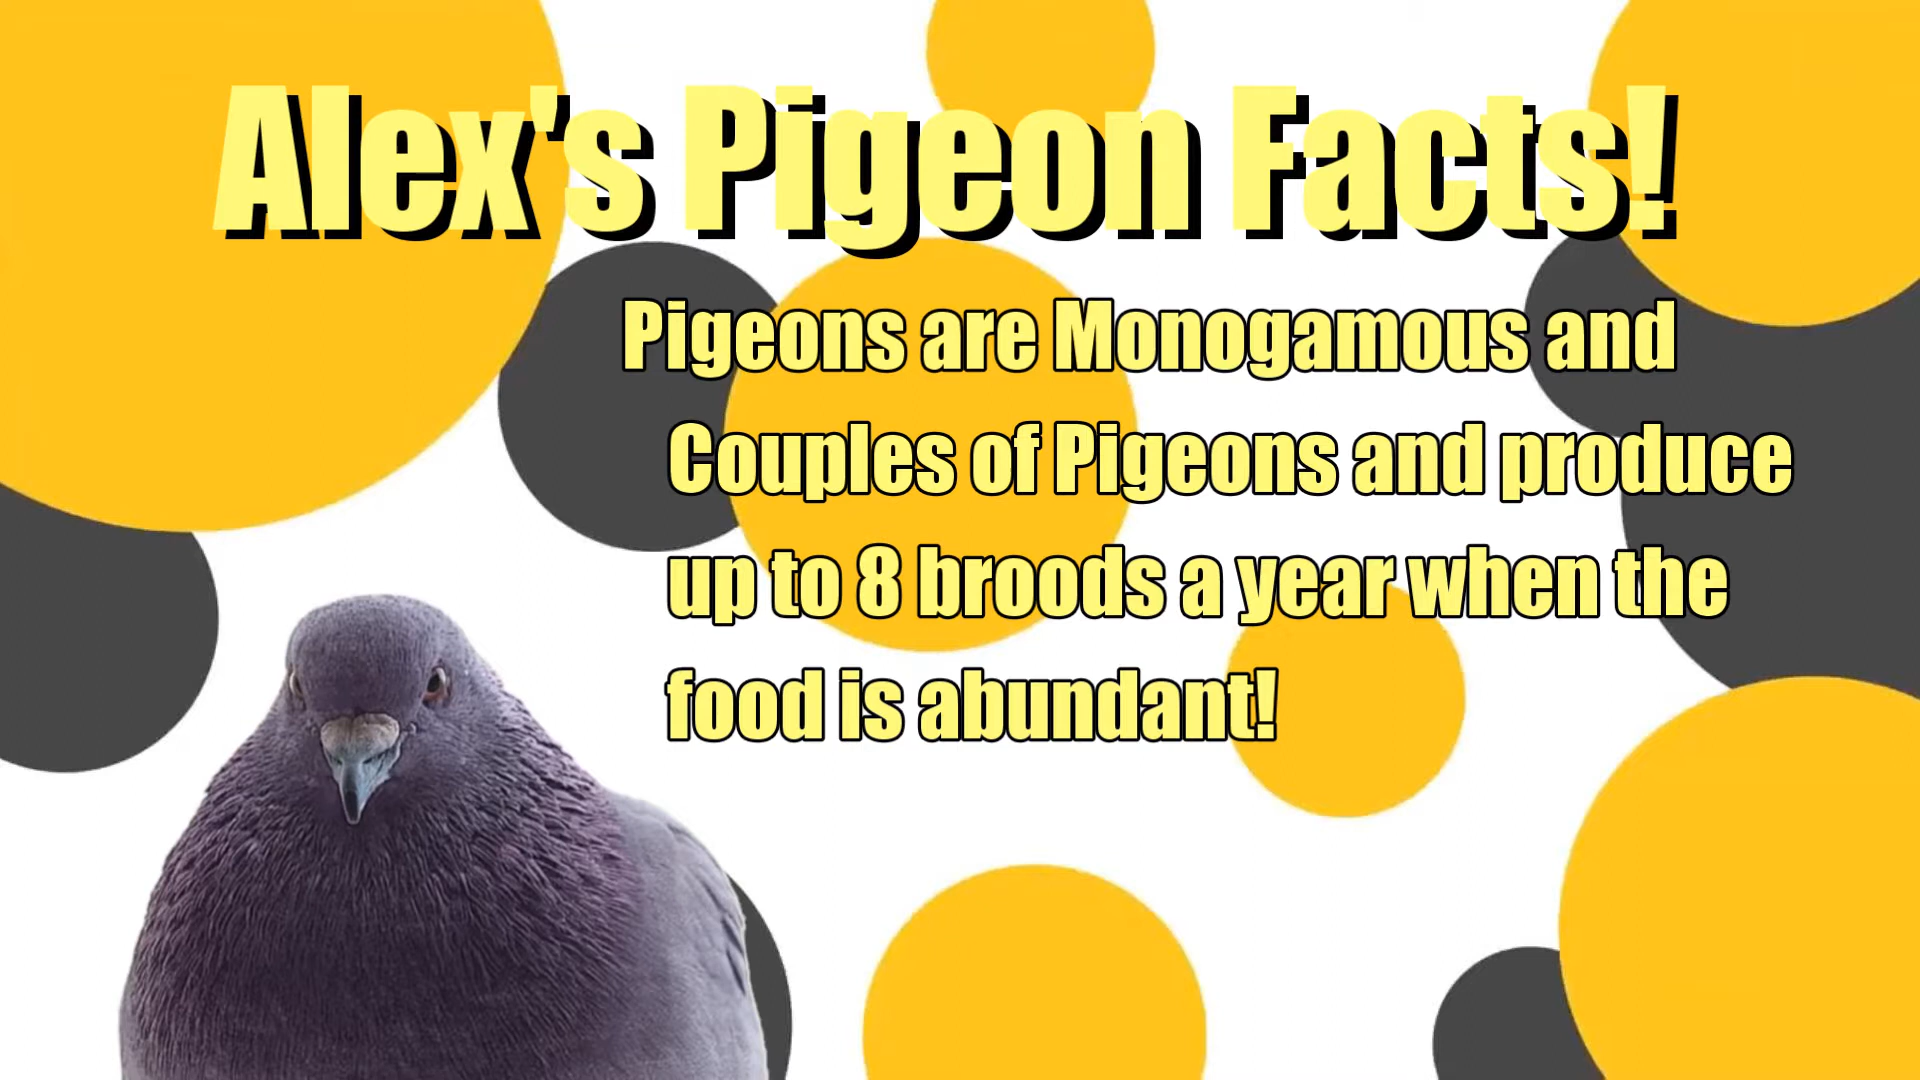 Alex's Pigeon Facts!
Pigeons are Monogamous and
Couples of Pigeons and produce
up to 8 broods a year when the
food is abundant!